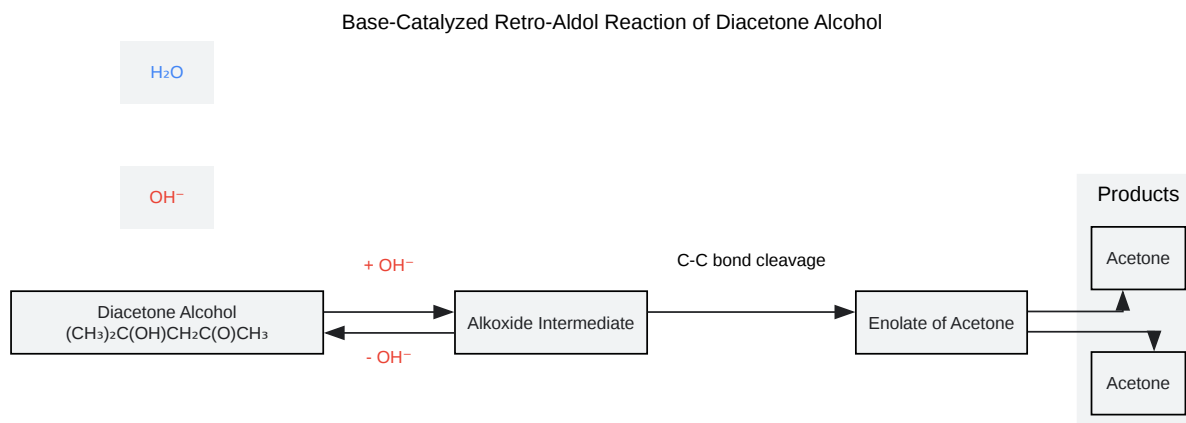 Base-Catalyzed Retro-Aldol Reaction of Diacetone Alcohol
H₂O
OH⁻
Products
+ OH⁻
C-C bond cleavage
Acetone
Diacetone Alcohol
(CH₃)₂C(OH)CH₂C(O)CH₃
Alkoxide Intermediate
Enolate of Acetone
- OH⁻
Acetone